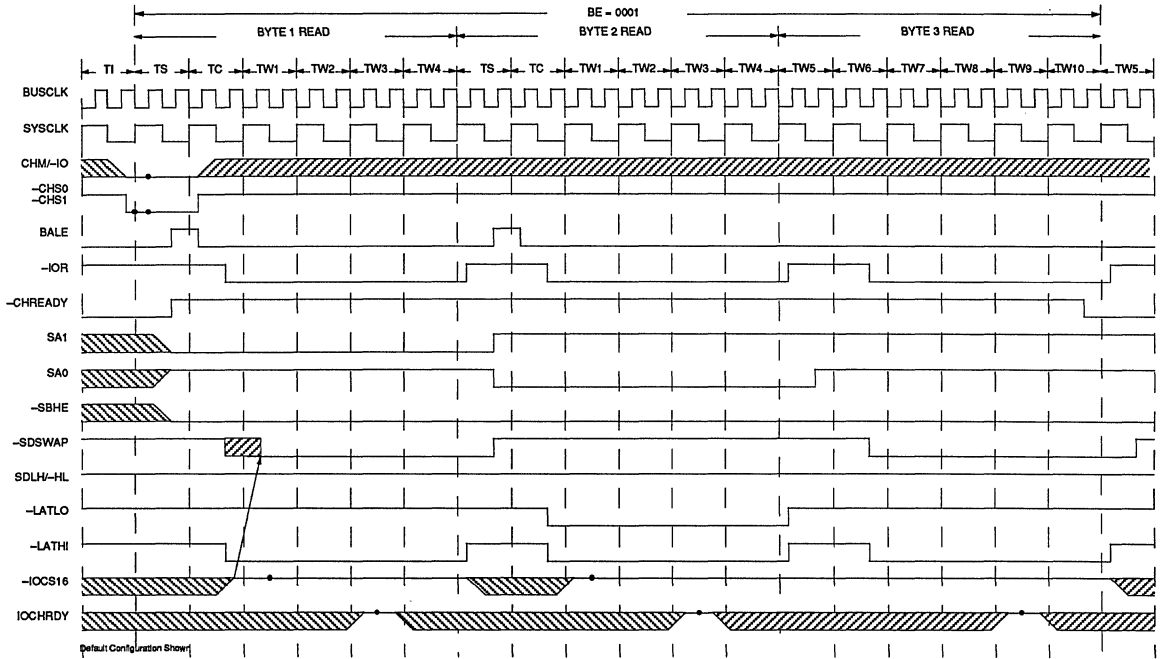 BE = 0001
BYTE 1 READ BYTE 2 READ BYTE 3 READ
TI TS TC TW1 TW2 TW3 TW4 TS TC TW1 TW2 TW3 TW4 TW5 TW6 TW7 TW8 TW9 TW10 TW5
BUSCLK
SYSCLK
CHM/-IO
-CHS0
-CHS1
BALE
-IOR
-CHREADY
SA1
SA0
-SBHE
-SDSWAP
SDLH/-HL
-LATLO
-LATHI
-IOCS16
IOCHRDY
Default Configuration Shown